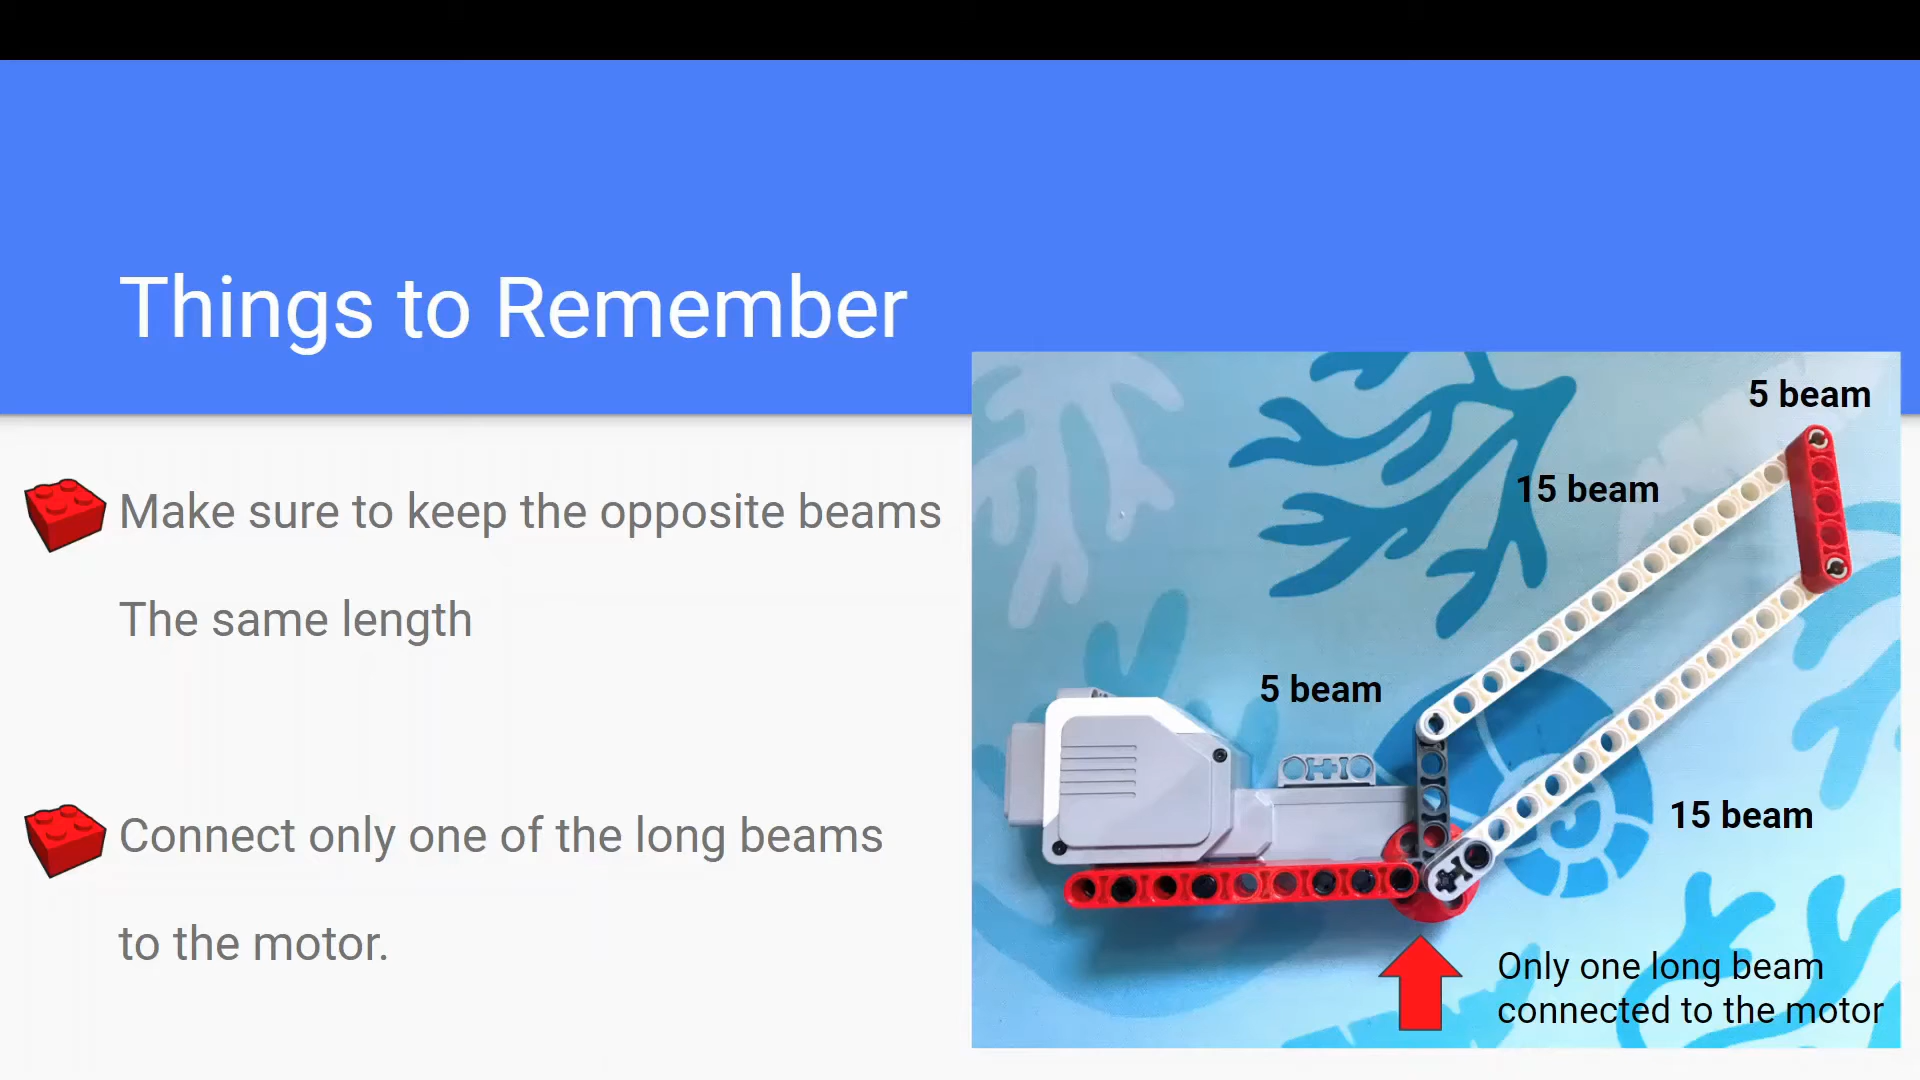 Things to Remember
Make sure to keep the opposite beams
The same length
Connect only one of the long beams
to the motor.
5 beam
15 beam
5 beam
15 beam
Only one long beam
connected to the motor